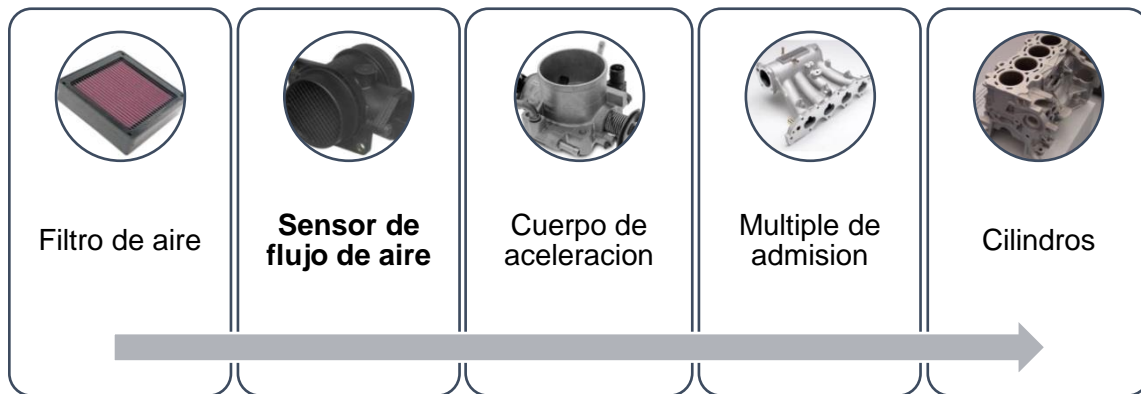 Filtro de aire
Sensor de
flujo de aire
Cuerpo de
aceleracion
Multiple de
admision
Cilindros